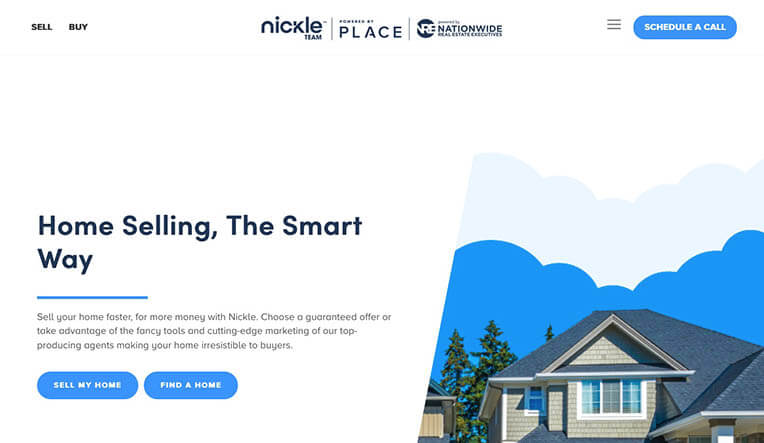 SELL BUY
nickle™ TEAM
POWERED BY PLACE
NRE powered by NATIONWIDE REAL ESTATE EXECUTIVES
SCHEDULE A CALL
Home Selling, The Smart
Way
Sell your home faster, for more money with Nickle. Choose a guaranteed offer or
take advantage of the fancy tools and cutting-edge marketing of our top-
producing agents making your home irresistible to buyers.
SELL MY HOME FIND A HOME